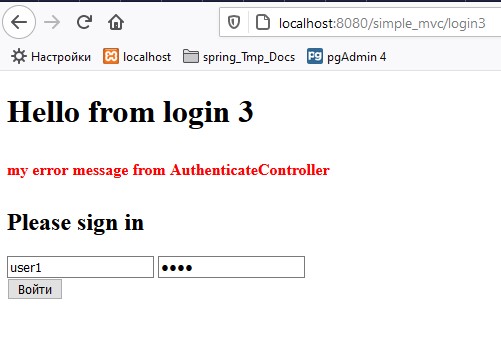 localhost:8080/simple_mvc/login3
Настройки localhost spring_Tmp_Docs Pg pgAdmin 4
Hello from login 3
my error message from AuthenticateController
Please sign in
user1 ●●●●
Войти